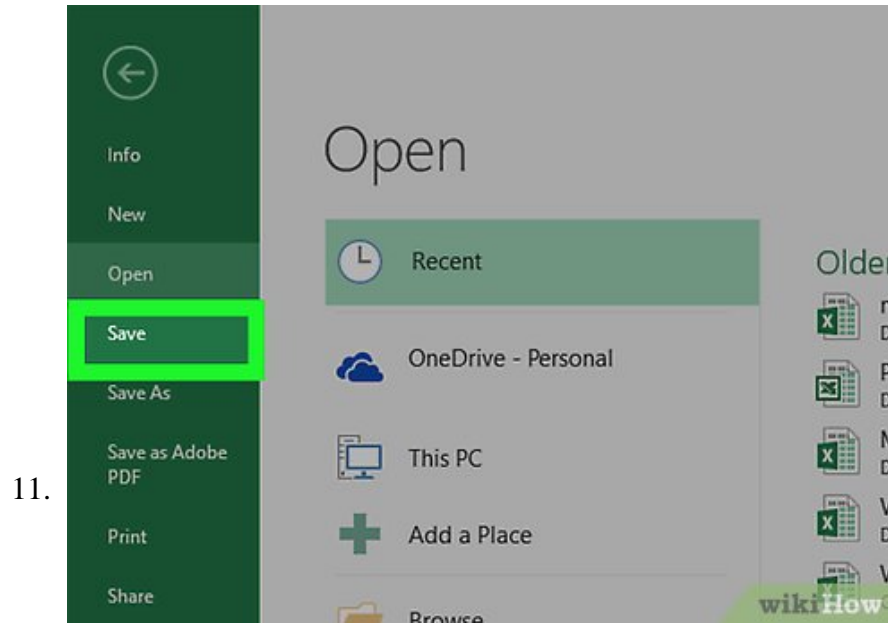 Info
New
Open
Save
Save As
Save as Adobe
PDF
Print
Share
11.
Open
Recent
OneDrive - Personal
This PC
Add a Place
Browse
wikiHow